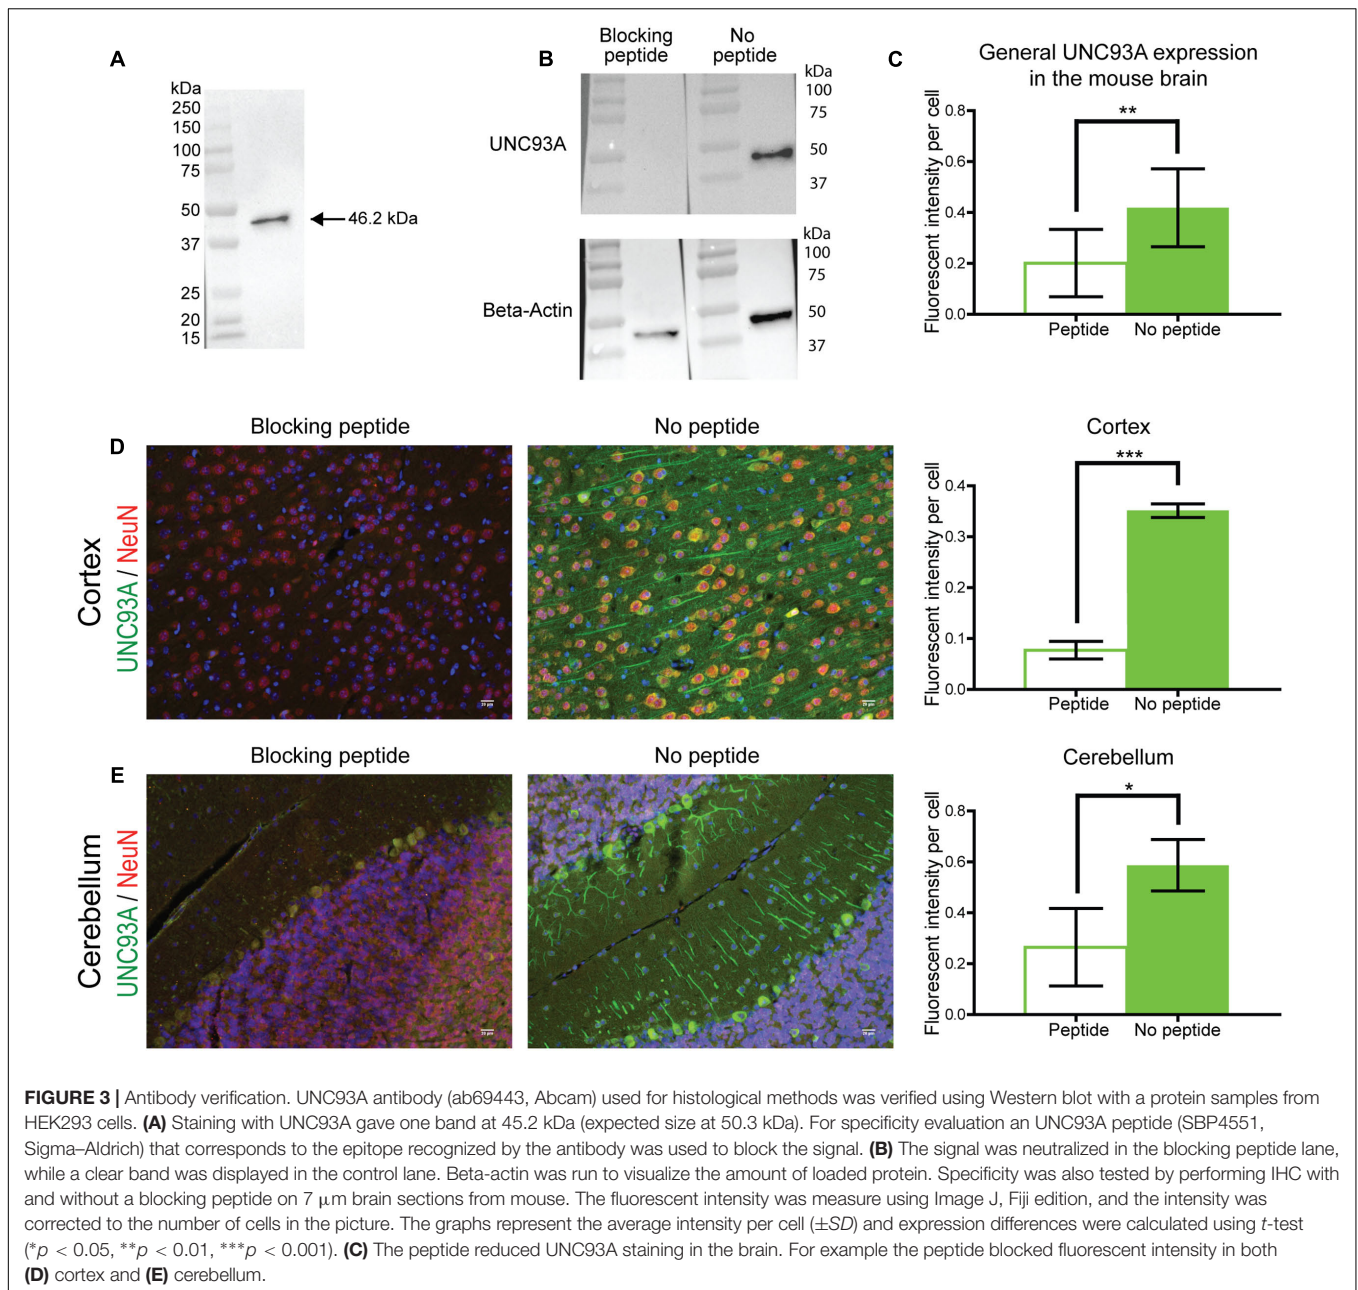 A
kDa
250
150
100
75
50
37
25
20
15
46.2 kDa
B
Blocking
peptide
No
peptide
UNC93A
kDa
100
75
50
37
Beta-Actin
kDa
100
75
50
37
C
General UNC93A expression
in the mouse brain
Fluorescent intensity per cell
0.8
0.6
0.4
0.2
0.0
**
Peptide
No peptide
D
Blocking peptide
No peptide
Cortex
UNC93A / NeuN
20 µm
20 µm
Cortex
Fluorescent intensity per cell
0.4
0.3
0.2
0.1
0.0
***
Peptide
No peptide
E
Blocking peptide
No peptide
Cerebellum
UNC93A / NeuN
20 µm
20 µm
Cerebellum
Fluorescent intensity per cell
0.8
0.6
0.4
0.2
0.0
*
Peptide
No peptide
FIGURE 3 | Antibody verification. UNC93A antibody (ab69443, Abcam) used for histological methods was verified using Western blot with a protein samples from
HEK293 cells. (A) Staining with UNC93A gave one band at 45.2 kDa (expected size at 50.3 kDa). For specificity evaluation an UNC93A peptide (SBP4551,
Sigma–Aldrich) that corresponds to the epitope recognized by the antibody was used to block the signal. (B) The signal was neutralized in the blocking peptide lane,
while a clear band was displayed in the control lane. Beta-actin was run to visualize the amount of loaded protein. Specificity was also tested by performing IHC with
and without a blocking peptide on 7 µm brain sections from mouse. The fluorescent intensity was measure using Image J, Fiji edition, and the intensity was
corrected to the number of cells in the picture. The graphs represent the average intensity per cell (±SD) and expression differences were calculated using t-test
(*p < 0.05, **p < 0.01, ***p < 0.001). (C) The peptide reduced UNC93A staining in the brain. For example the peptide blocked fluorescent intensity in both
(D) cortex and (E) cerebellum.